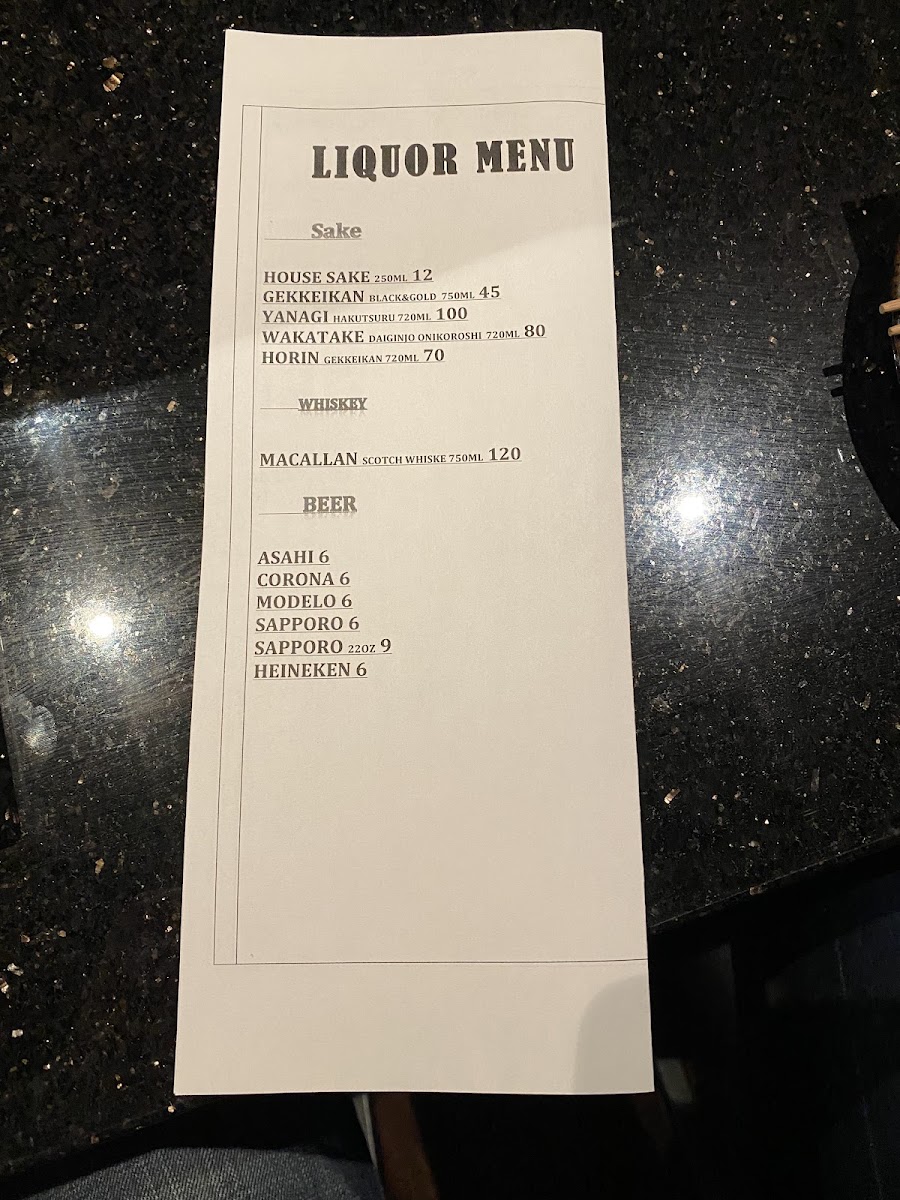 LIQUOR MENU
Sake
HOUSE SAKE 250ML 12
GEKKEIKAN BLACK&GOLD 750ML 45
YANAGI HAKUTSURU 720ML 100
WAKATAKE DAIGINJO ONIKOROSHI 720ML 80
HORIN GEKKEIKAN 720ML 70
WHISKEY
MACALLAN SCOTCH WHISKE 750ML 120
BEER
ASAHI 6
CORONA 6
MODELO 6
SAPPORO 6
SAPPORO 22OZ 9
HEINEKEN 6